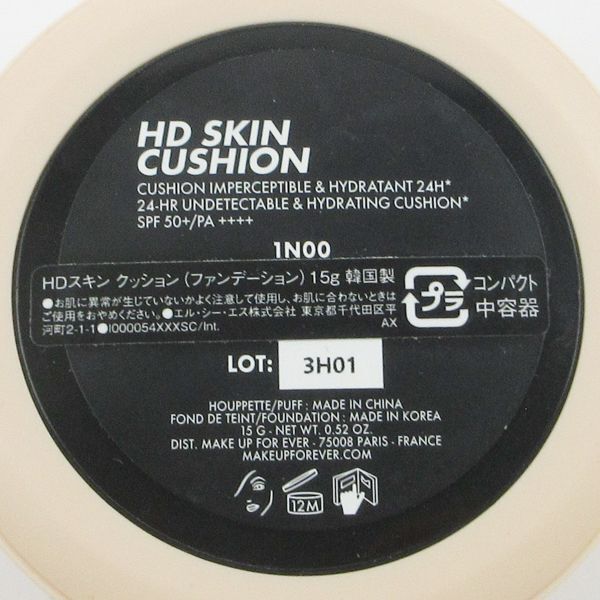 HD SKIN
CUSHION
CUSHION IMPERCEPTIBLE & HYDRATANT 24H*
24-HR UNDETECTABLE & HYDRATING CUSHION*
SPF 50+/PA ++++
1N00
HDスキン クッション (ファンデーション) 15g 韓国製
●お肌に異常が生じていないかよく注意して使用し、お肌に合わないときは
ご使用をおやめください。●エル・シー・エス株式会社 東京都千代田区平
河町2-1-1●I000054XXXSC/Int.
AX
プラ
コンパクト
中容器
LOT: 3H01
HOUPPETTE/PUFF : MADE IN CHINA
FOND DE TEINT/FOUNDATION : MADE IN KOREA
15 G - NET WT. 0.52 OZ.
DIST. MAKE UP FOR EVER - 75008 PARIS - FRANCE
MAKEUPFOREVER.COM
12M